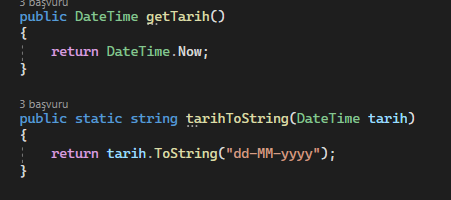 3 başvuru
public DateTime getTarih()
{
return DateTime.Now;
}
3 başvuru
public static string tarihToString(DateTime tarih)
{
return tarih.ToString("dd-MM-yyyy");
}